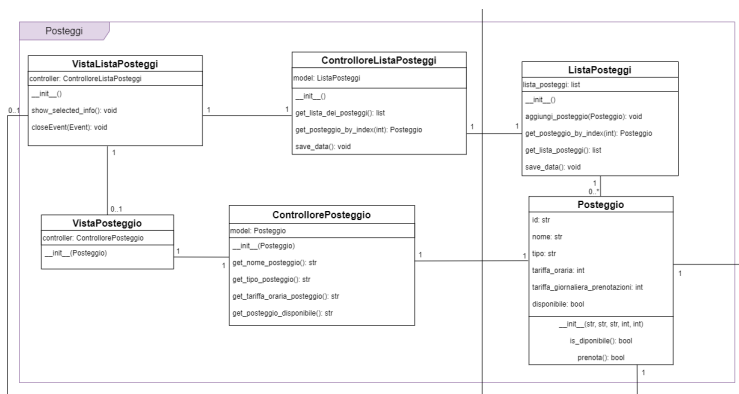 Posteggi
VistaListaPosteggi
controller: ControlloreListaPosteggi
__init__()
show_selected_info(): void
closeEvent(Event): void
0..1
1
1
ControlloreListaPosteggi
model: ListaPosteggi
__init__()
get_lista_dei_posteggi(): list
get_posteggio_by_index(int): Posteggio
save_data(): void
1
1
ListaPosteggi
lista_posteggi: list
__init__()
aggiungi_posteggio(Posteggio): void
get_posteggio_by_index(int): Posteggio
get_lista_posteggi(): list
save_data(): void
1
0..*
1
0..1
VistaPosteggio
controller: ControllorePosteggio
__init__(Posteggio)
1
1
ControllorePosteggio
model: Posteggio
__init__(Posteggio)
get_nome_posteggio(): str
get_tipo_posteggio(): str
get_tariffa_oraria_posteggio(): str
get_posteggio_disponibile(): str
1
1
Posteggio
id: str
nome: str
tipo: str
tariffa_oraria: int
tariffa_giornaliera_prenotazioni: int
disponibile: bool
__init__(str, str, str, int, int)
is_diponibile(): bool
prenota(): bool
1
1